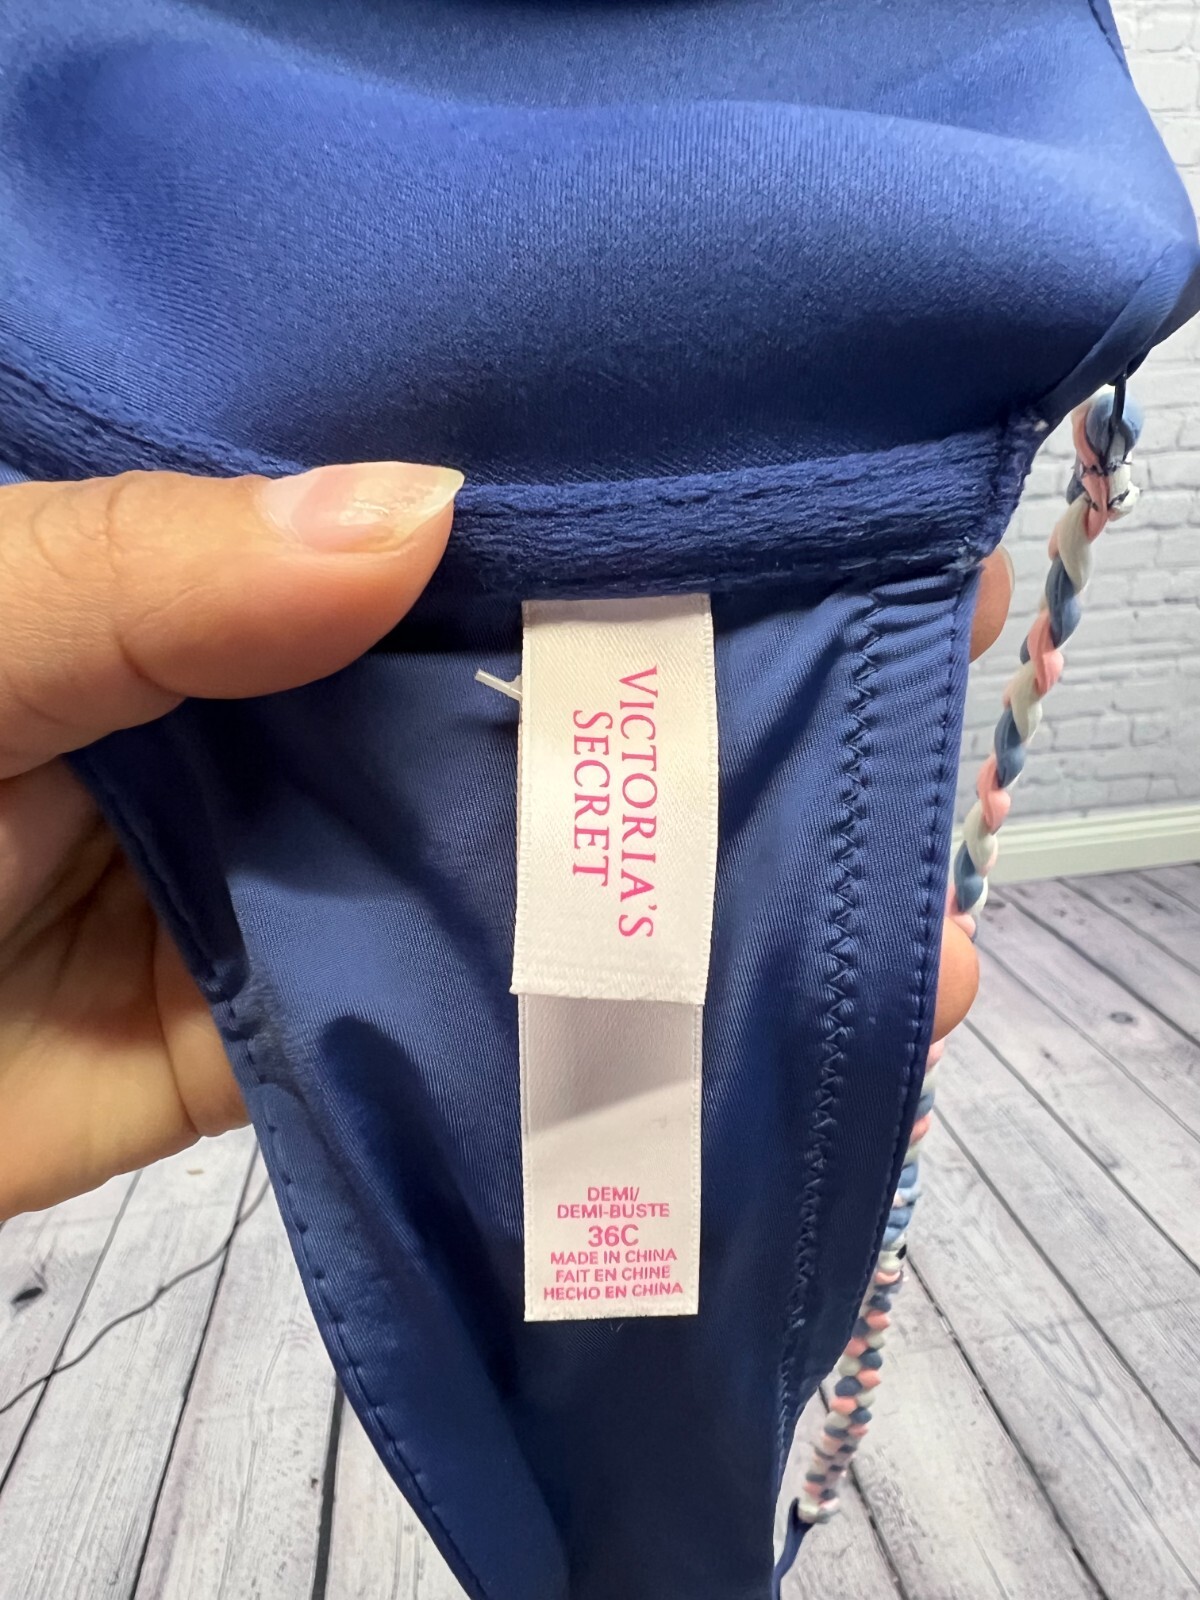 VICTORIA'S
SECRET
DEMI/
DEMI-BUSTE
36C
MADE IN CHINA
FAIT EN CHINE
HECHO EN CHINA